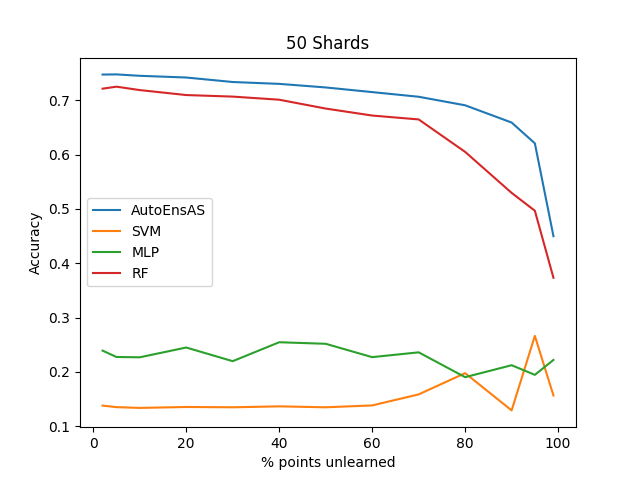 50 Shards
Accuracy
0.7
0.6
0.5
0.4
0.3
0.2
0.1
AutoEnsAS
SVM
MLP
RF
0 20 40 60 80 100
% points unlearned